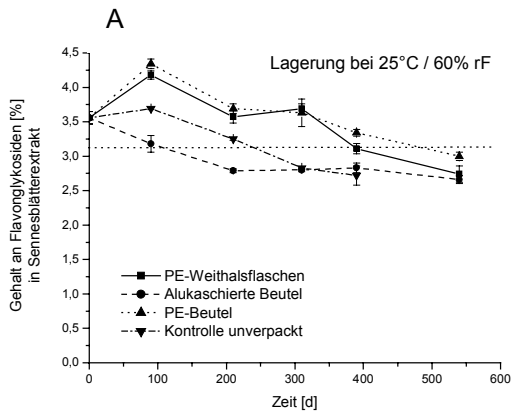 A
Lagerung bei 25°C / 60% rF
Gehalt an Flavonglykosiden [%]
in Sennesblätterextrakt
4,5
4,0
3,5
3,0
2,5
2,0
1,5
1,0
0,5
0,0
PE-Weithalsflaschen
Alukaschierte Beutel
PE-Beutel
Kontrolle unverpackt
0
100
200
300
400
500
600
Zeit [d]